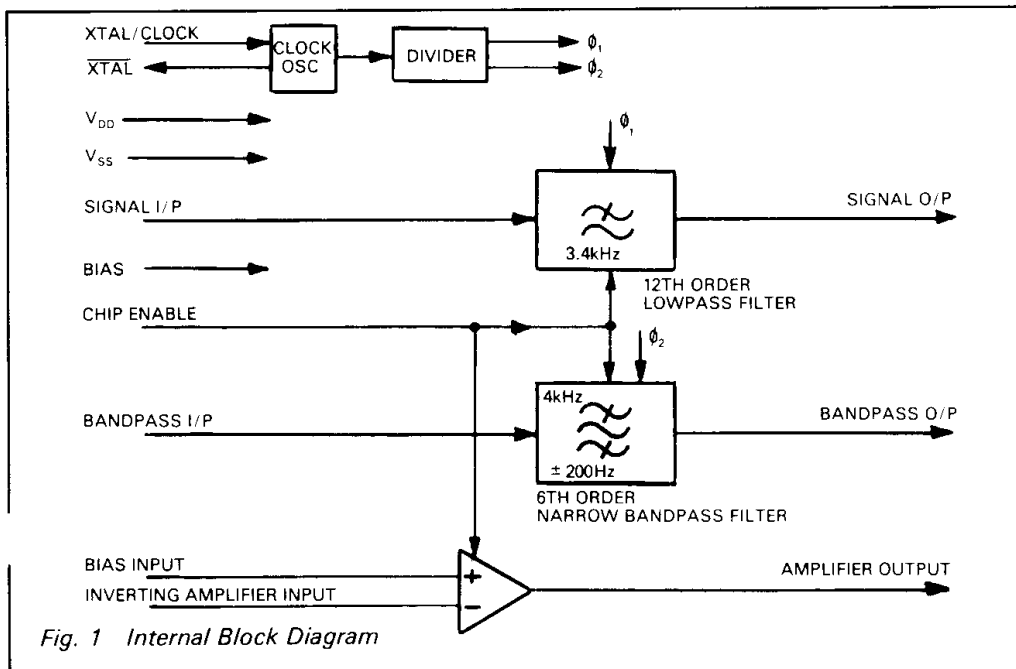 XTAL/CLOCK
XTAL
CLOCK
OSC
DIVIDER
ϕ1
ϕ2
VDD
VSS
ϕ1
SIGNAL I/P
SIGNAL O/P
3.4kHz
BIAS
12TH ORDER
LOWPASS FILTER
CHIP ENABLE
ϕ2
4kHz
BANDPASS I/P
BANDPASS O/P
± 200Hz
6TH ORDER
NARROW BANDPASS FILTER
BIAS INPUT
+
AMPLIFIER OUTPUT
INVERTING AMPLIFIER INPUT
−
Fig. 1 Internal Block Diagram